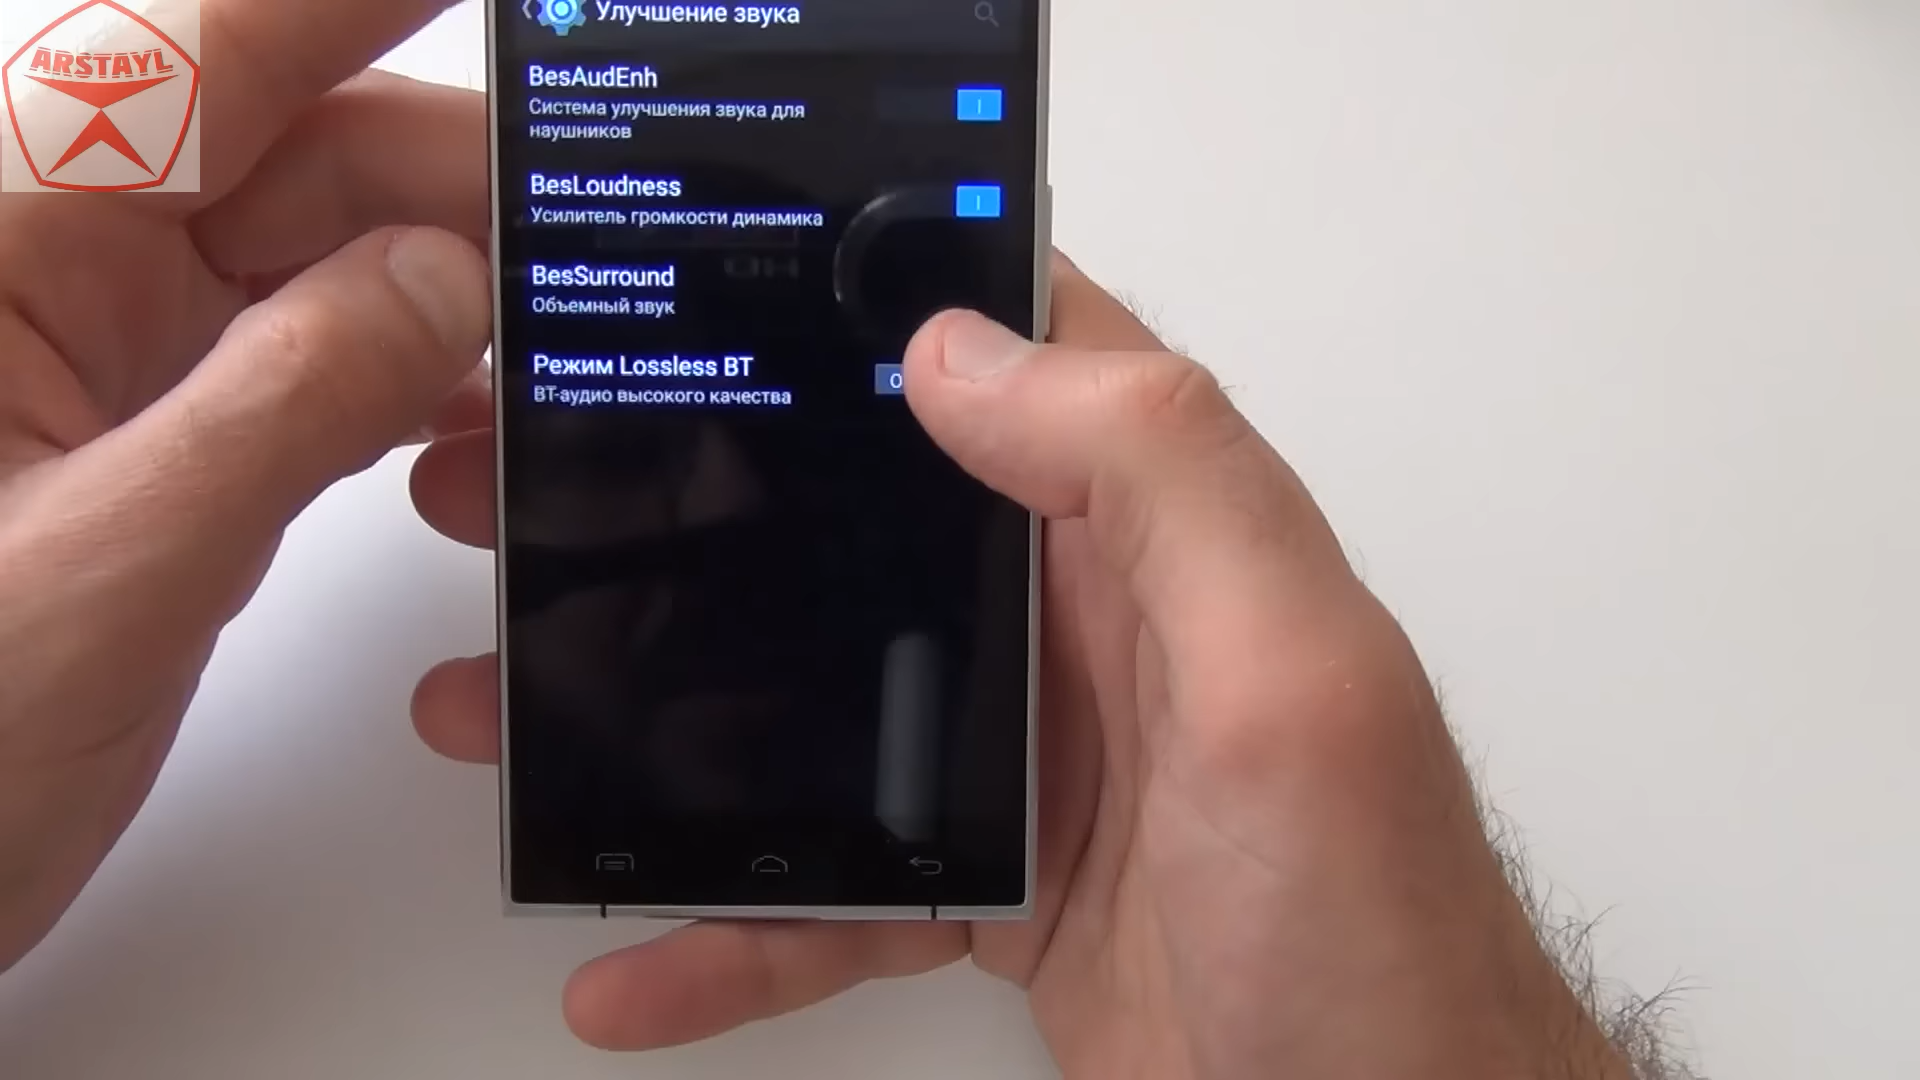 ARSTAYL
Улучшение звука
BesAudEnh
Система улучшения звука для
наушников
BesLoudness
Усилитель громкости динамика
BesSurround
Объемный звук
Режим Lossless BT
BT-аудио высокого качества